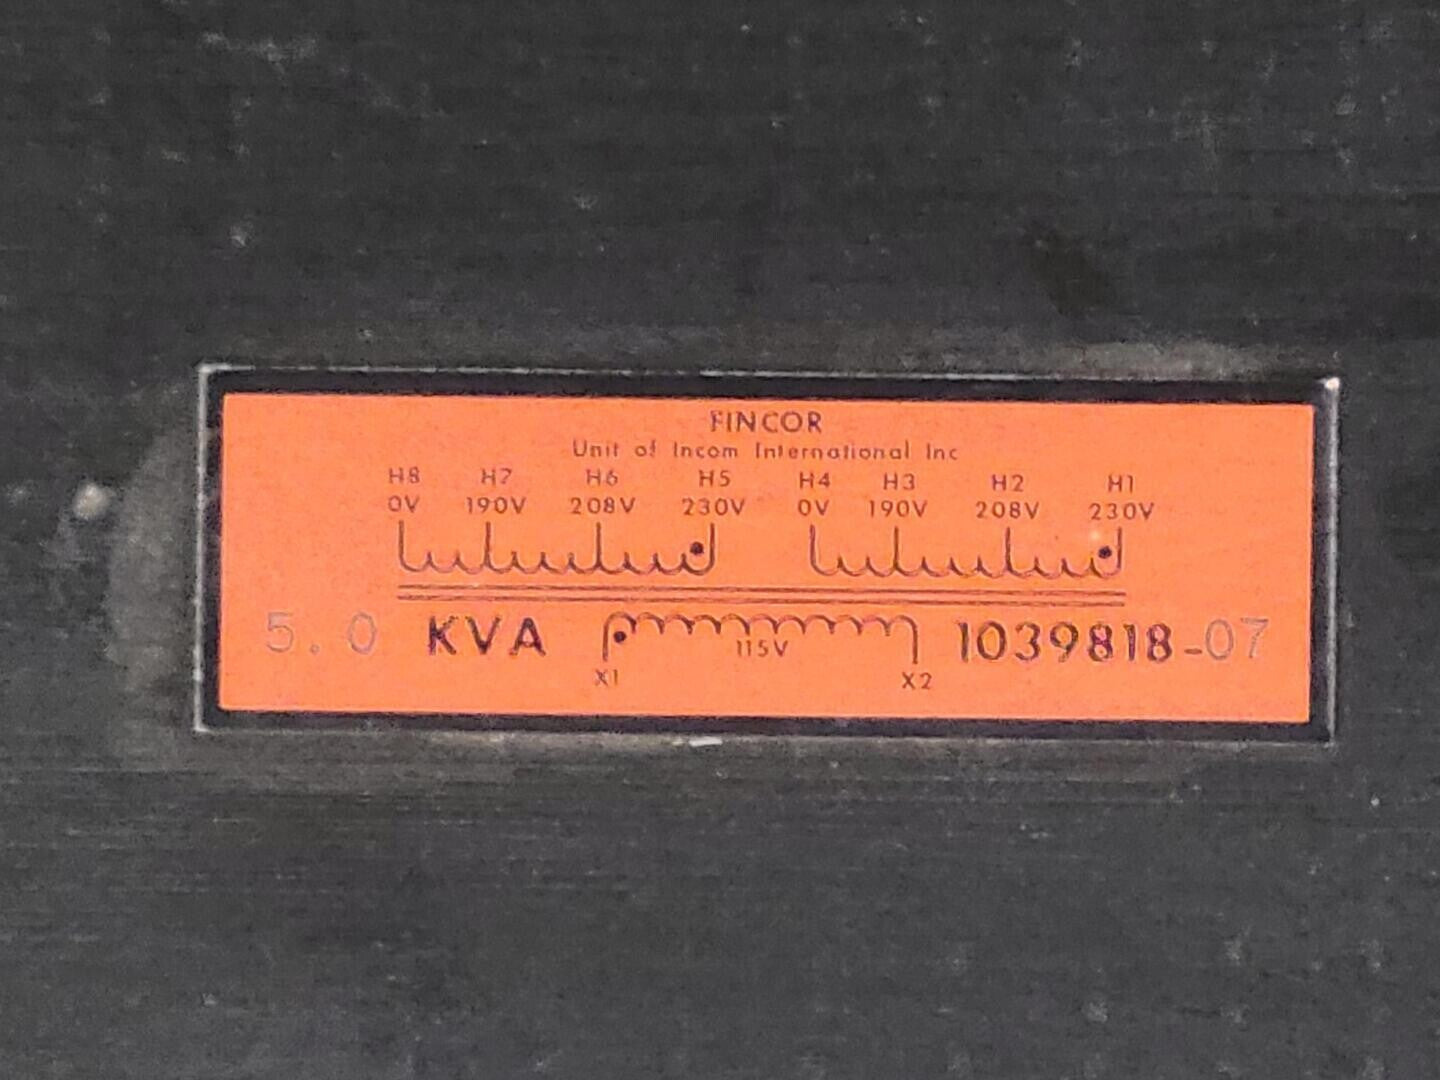 FINCOR
Unit of Incom International Inc
H8 H7 H6 H5 H4 H3 H2 H1
0V 190V 208V 230V 0V 190V 208V 230V
5.0 KVA 115V 1039818-07
X1 X2